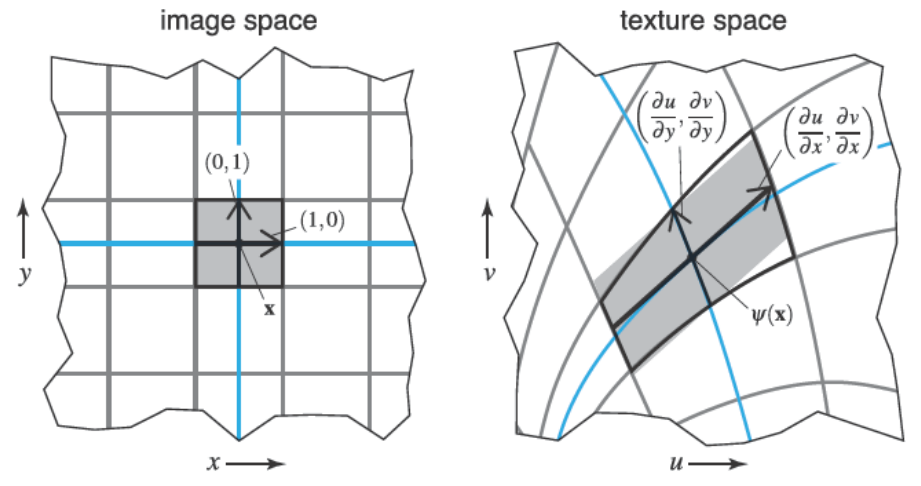 image space
texture space
(0,1)
(1,0)
x
y
x
(∂u/∂y, ∂v/∂y)
(∂u/∂x, ∂v/∂x)
ψ(x)
v
u